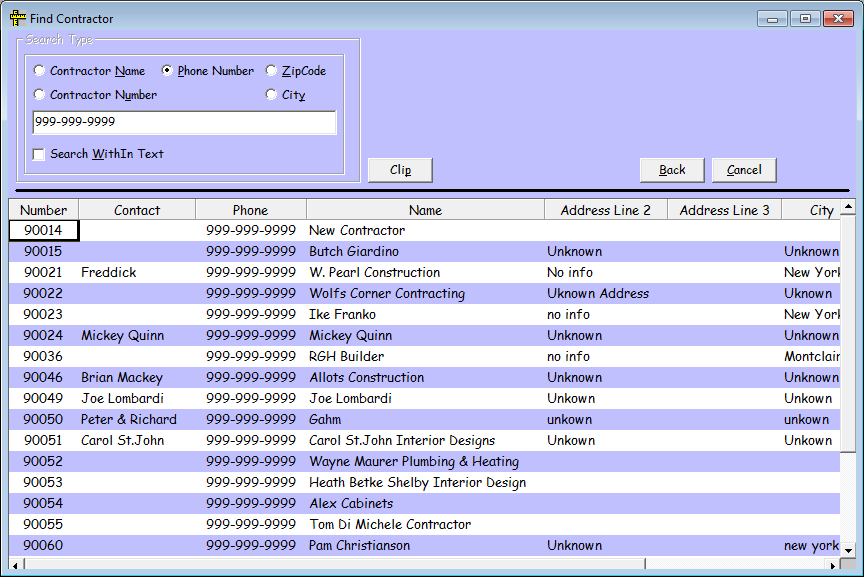 Find Contractor
Search Type
Contractor Name Phone Number ZipCode
Contractor Number City
999-999-9999
Search WithIn Text
Clip Back Cancel
Number Contact Phone Name Address Line 2 Address Line 3 City
90014 999-999-9999 New Contractor
90015 999-999-9999 Butch Giardino Unknown Unknown
90021 Freddick 999-999-9999 W. Pearl Construction No info New York
90022 999-999-9999 Wolfs Corner Contracting Uknown Address Uknown
90023 999-999-9999 Ike Franko no info New York
90024 Mickey Quinn 999-999-9999 Mickey Quinn Unknown Unknown
90036 999-999-9999 RGH Builder no info Montclair
90046 Brian Mackey 999-999-9999 Allots Construction Unknown Unknown
90049 Joe Lombardi 999-999-9999 Joe Lombardi Unkown Unkown
90050 Peter & Richard 999-999-9999 Gahm unkown unkown
90051 Carol St.John 999-999-9999 Carol St.John Interior Designs Unkown Unkown
90052 999-999-9999 Wayne Maurer Plumbing & Heating
90053 999-999-9999 Heath Betke Shelby Interior Design
90054 999-999-9999 Alex Cabinets
90055 999-999-9999 Tom Di Michele Contractor
90060 999-999-9999 Pam Christianson Unknown new york